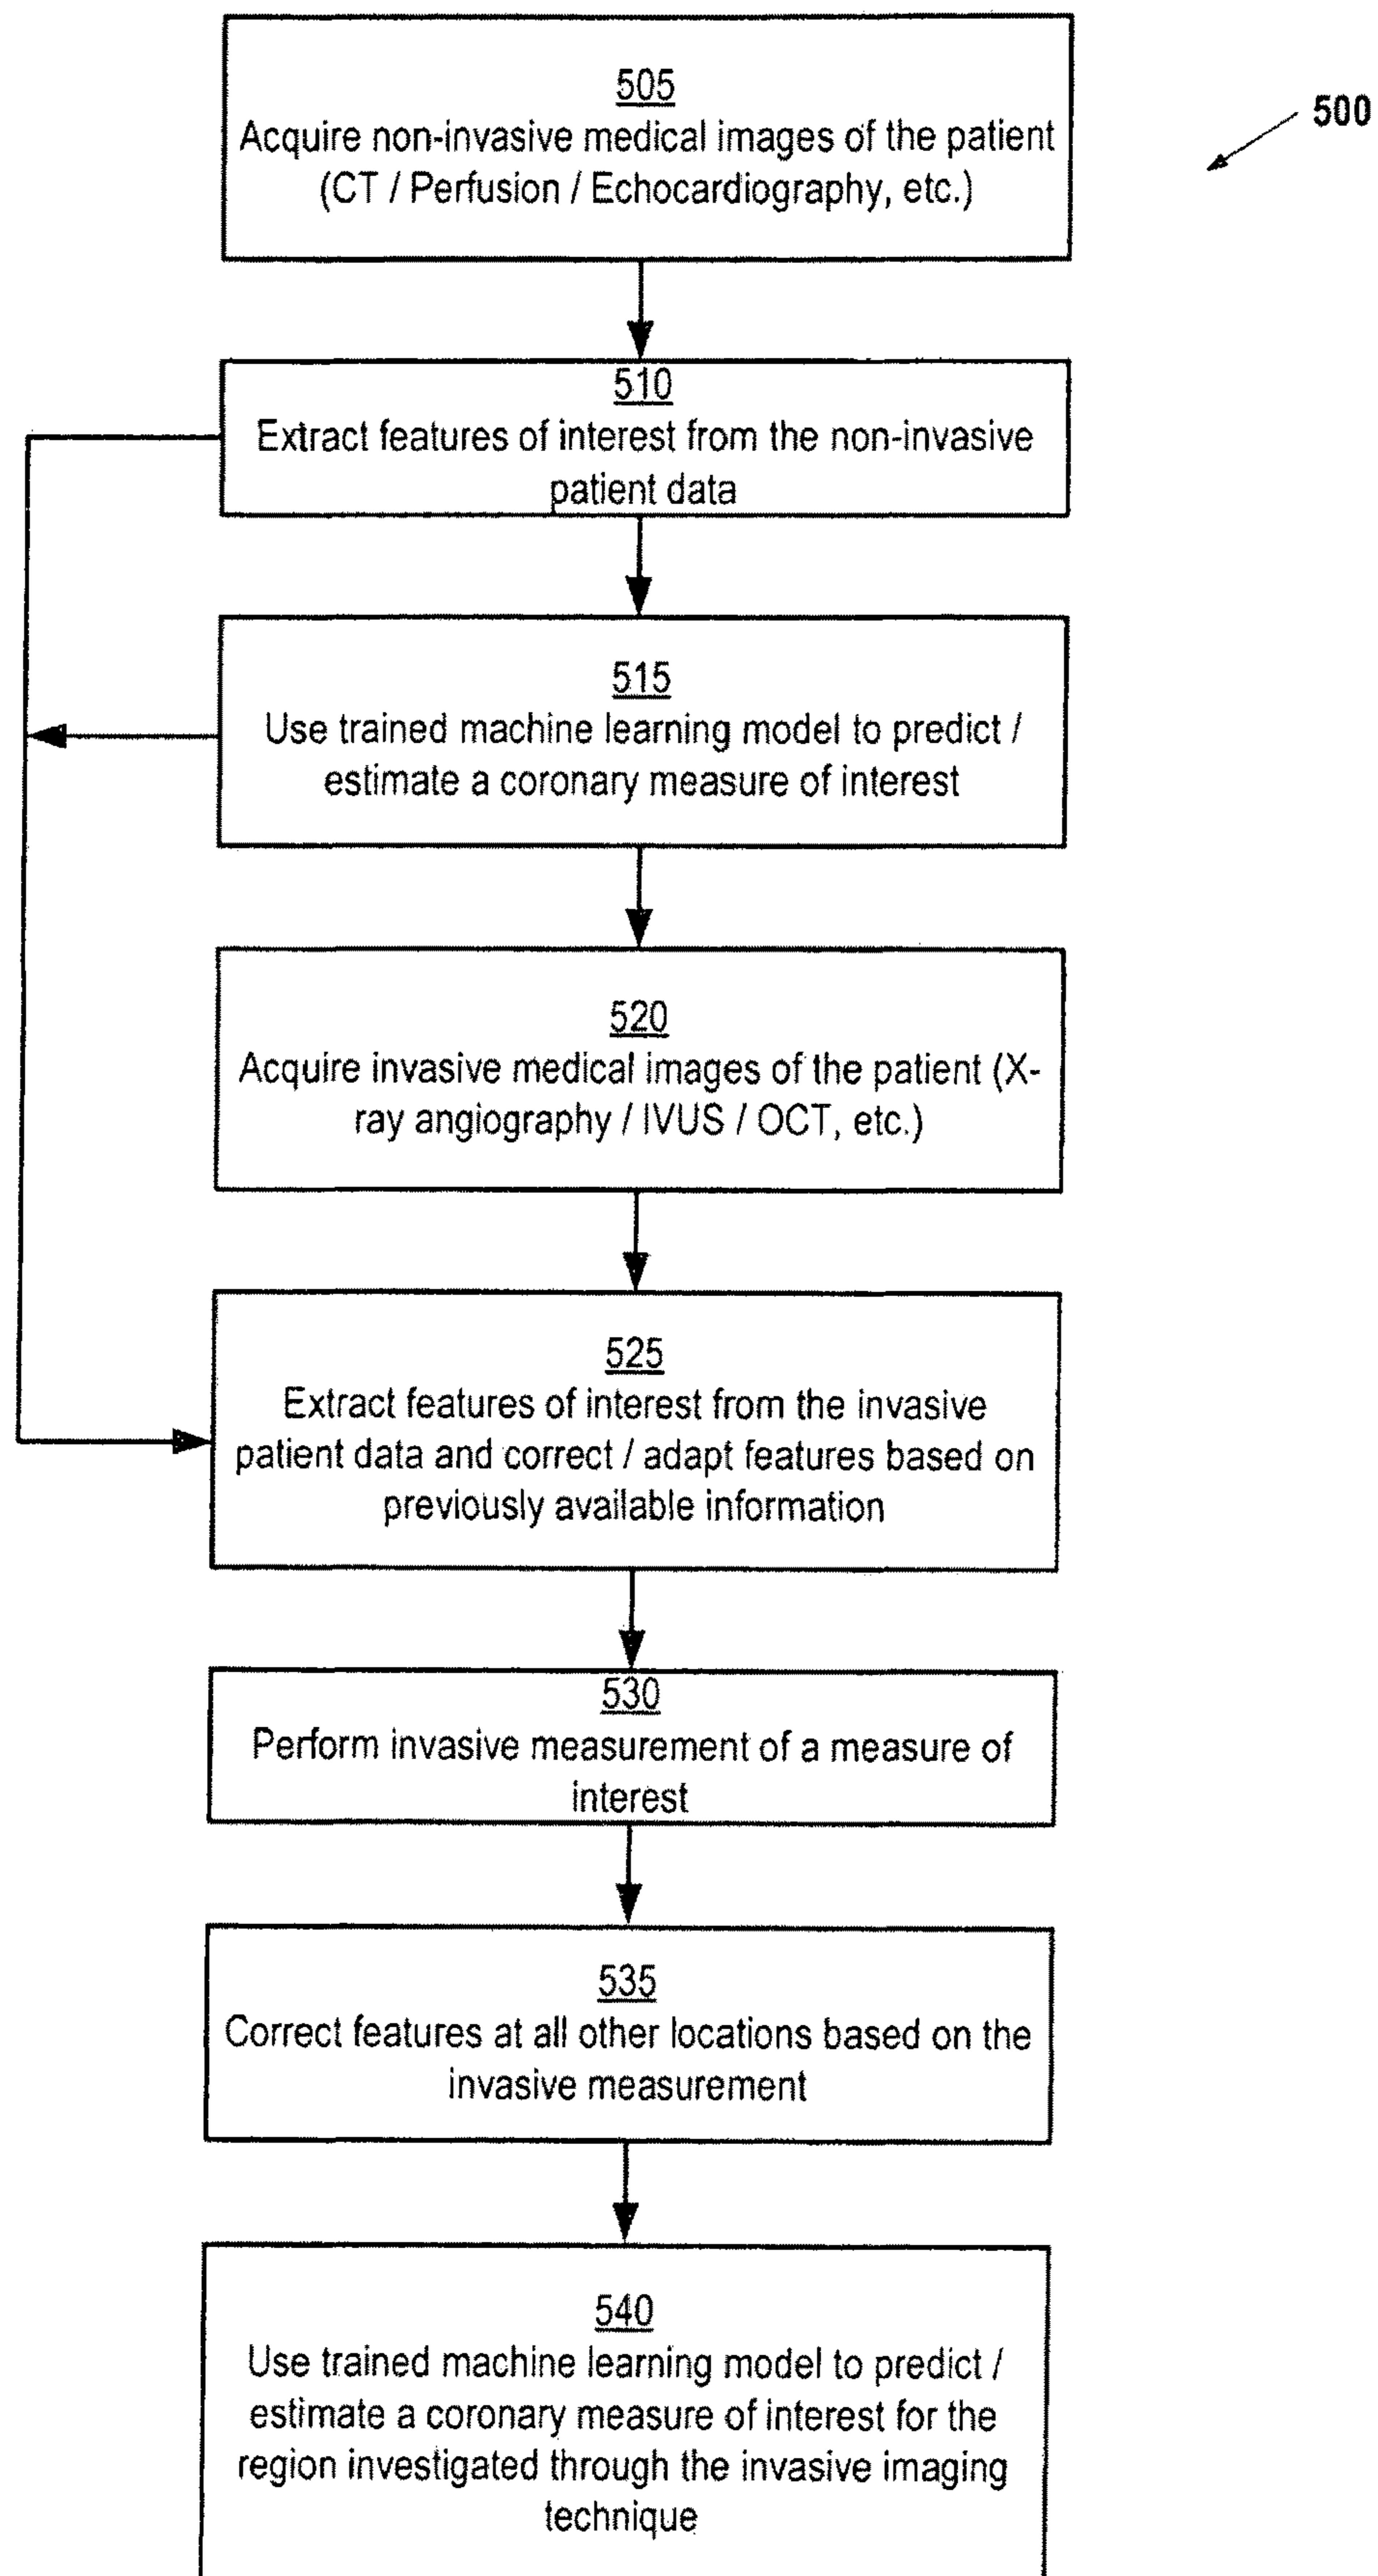 505
Acquire non-invasive medical images of the patient
(CT / Perfusion / Echocardiography, etc.)
500
510
Extract features of interest from the non-invasive
patient data
515
Use trained machine learning model to predict /
estimate a coronary measure of interest
520
Acquire invasive medical images of the patient (X-
ray angiography / IVUS / OCT, etc.)
525
Extract features of interest from the invasive
patient data and correct / adapt features based on
previously available information
530
Perform invasive measurement of a measure of
interest
535
Correct features at all other locations based on the
invasive measurement
540
Use trained machine learning model to predict /
estimate a coronary measure of interest for the
region investigated through the invasive imaging
technique